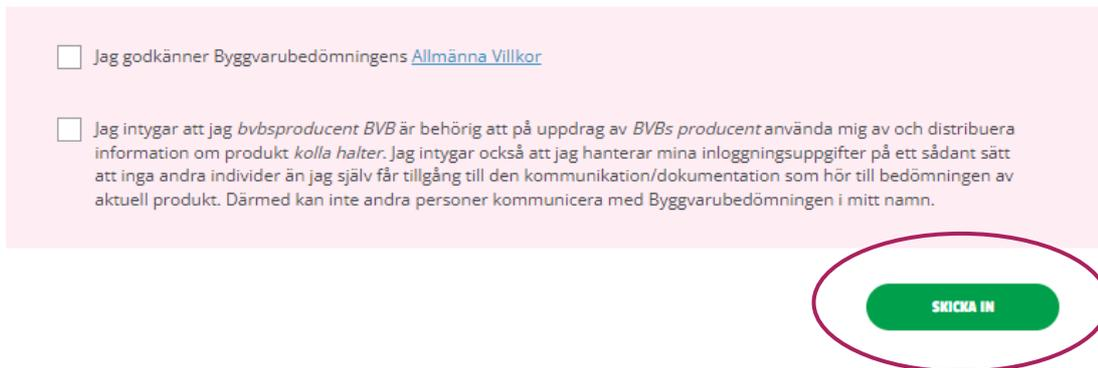 Jag godkänner Byggvarubedömningens Allmänna Villkor
Jag intygar att jag bvbsproducent BVB är behörig att på uppdrag av BVBs producent använda mig av och distribuera
information om produkt kolla halter. Jag intygar också att jag hanterar mina inloggningsuppgifter på ett sådant sätt
att inga andra individer än jag själv får tillgång till den kommunikation/dokumentation som hör till bedömningen av
aktuell produkt. Därmed kan inte andra personer kommunicera med Byggvarubedömningen i mitt namn.
SKICKA IN